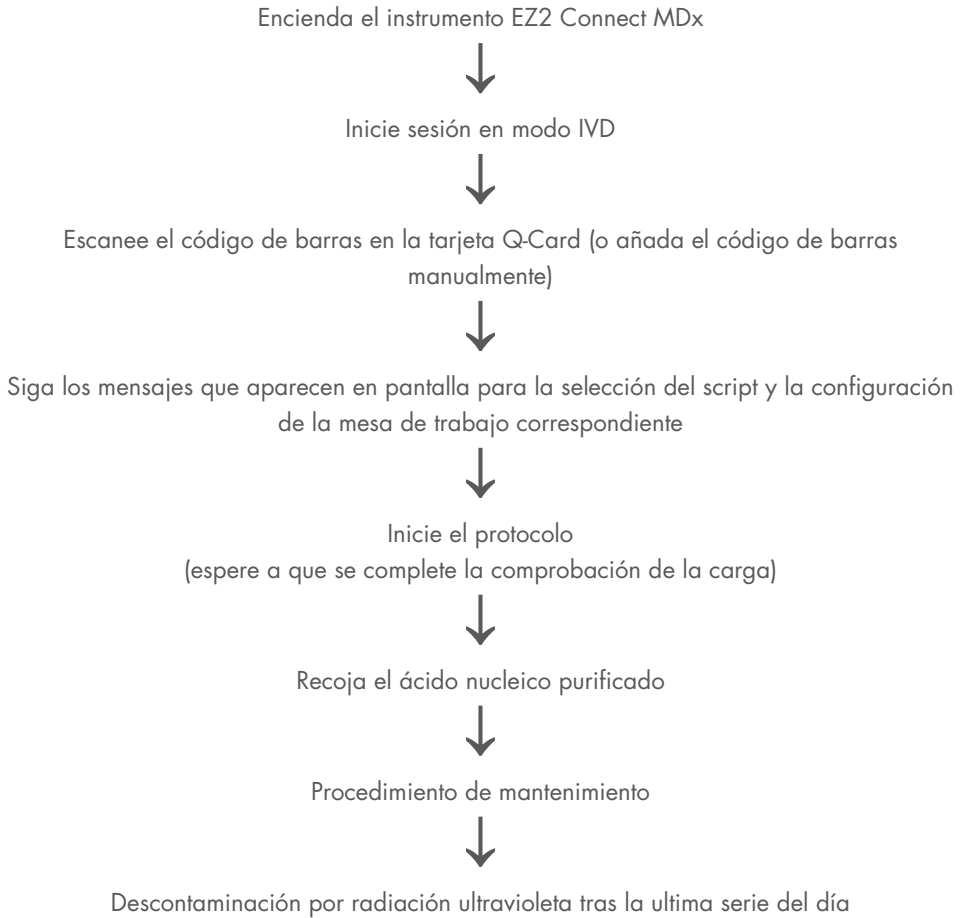 Encienda el instrumento EZ2 Connect MDx
Inicie sesión en modo IVD
Escanee el código de barras en la tarjeta Q-Card (o añada el código de barras
manualmente)
Siga los mensajes que aparecen en pantalla para la selección del script y la configuración
de la mesa de trabajo correspondiente
Inicie el protocolo
(espere a que se complete la comprobación de la carga)
Recoja el ácido nucleico purificado
Procedimiento de mantenimiento
Descontaminación por radiación ultravioleta tras la ultima serie del día